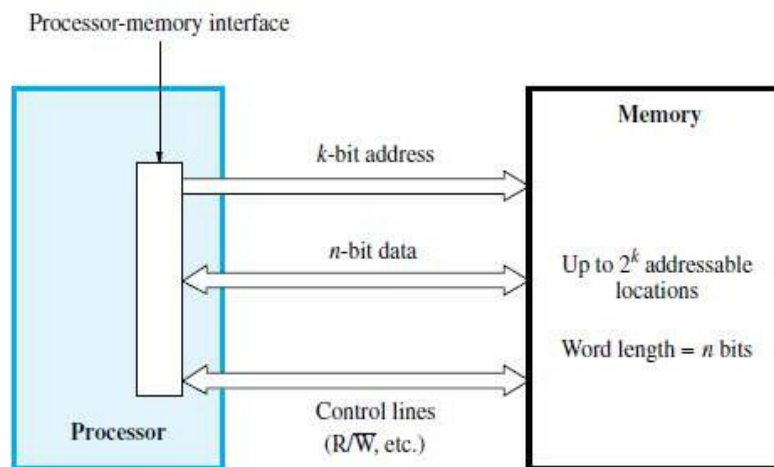 Processor-memory interface
Memory
k-bit address
n-bit data
Up to 2^k addressable
locations
Word length = n bits
Control lines
(R/W̅, etc.)
Processor